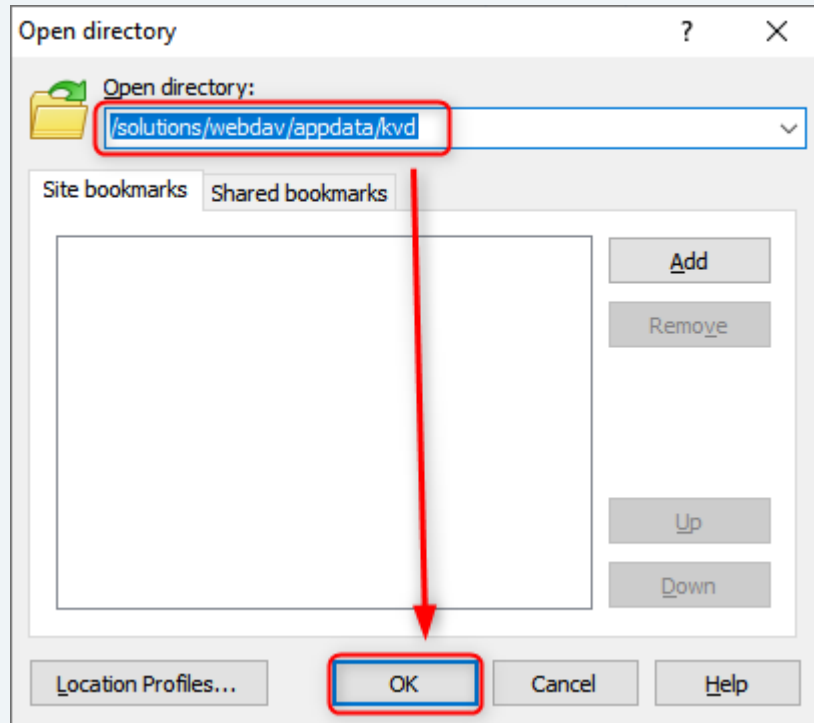 Open directory
?
Open directory:
/solutions/webdav/appdata/kvd
Site bookmarks
Shared bookmarks
Add
Remove
Up
Down
Location Profiles...
OK
Cancel
Help